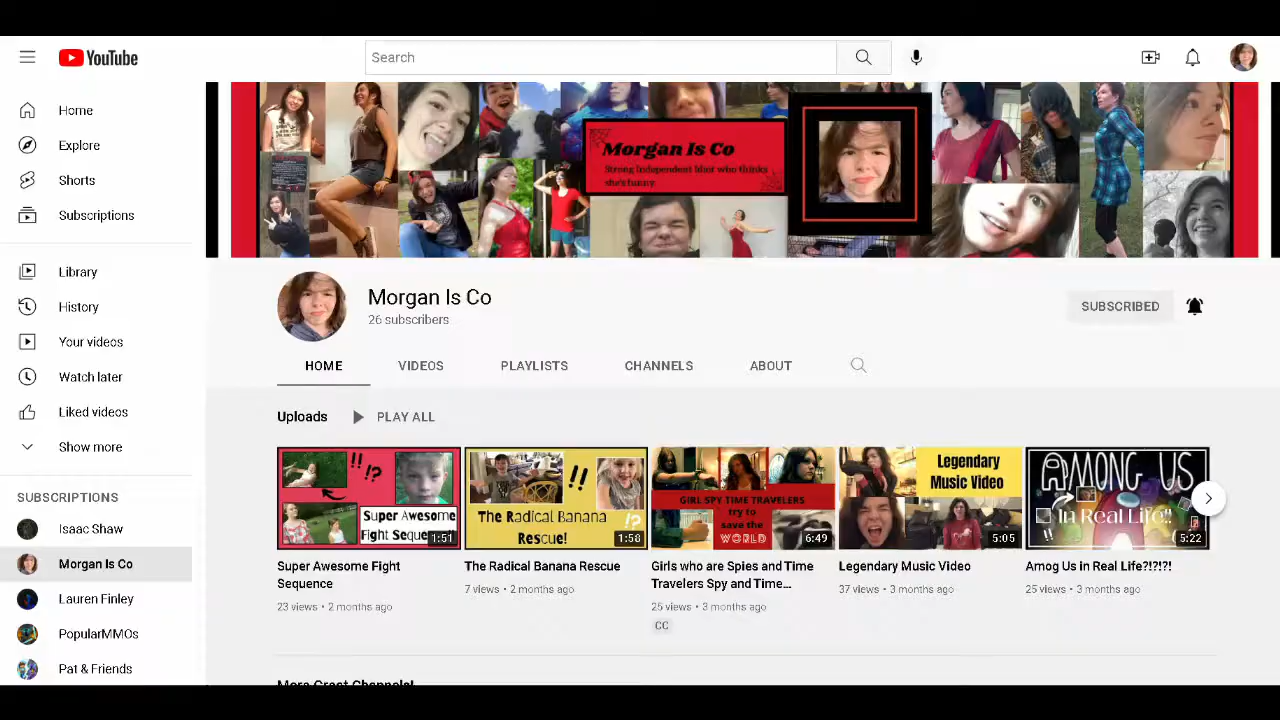 YouTube
Search
Home
Explore
Shorts
Subscriptions
Library
History
Your videos
Watch later
Liked videos
Show more
SUBSCRIPTIONS
Isaac Shaw
Morgan Is Co
Lauren Finley
PopularMMOs
Pat & Friends
Morgan Is Co
Strong Independent Idiot who thinks
she's funny.
Morgan Is Co
26 subscribers
SUBSCRIBED
HOME VIDEOS PLAYLISTS CHANNELS ABOUT
Uploads PLAY ALL
!! !?
Super Awesome
Fight Seque
1:51
Super Awesome Fight
Sequence
23 views • 2 months ago
!!
The Radical Banana
Rescue!
!?
1:58
The Radical Banana Rescue
7 views • 2 months ago
GIRL SPY TIME TRAVELERS
try to
save the
WORLD
6:49
Girls who are Spies and Time
Travelers Spy and Time...
25 views • 3 months ago
CC
Legendary
Music Video
5:05
Legendary Music Video
37 views • 3 months ago
AMONG US
In Real Life!!
!!
5:22
Amog Us in Real Life?!?!?!
25 views • 3 months ago
More Great Channels!